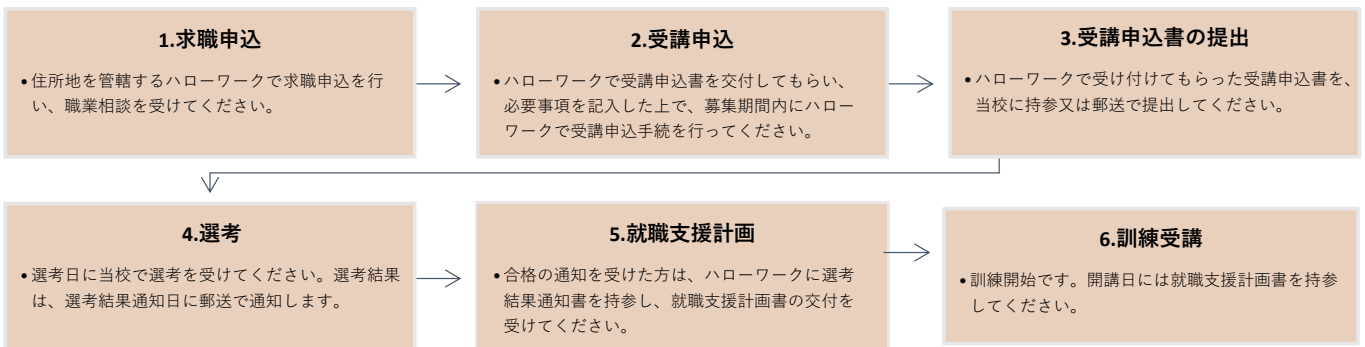 1.求職申込
•住所地を管轄するハローワークで求職申込を行
い、職業相談を受けてください。
2.受講申込
•ハローワークで受講申込書を交付してもらい、
必要事項を記入した上で、募集期間内にハロー
ワークで受講申込手続を行ってください。
3.受講申込書の提出
•ハローワークで受け付けてもらった受講申込書を、
当校に持参又は郵送で提出してください。
4.選考
•選考日に当校で選考を受けてください。選考結果
は、選考結果通知日に郵送で通知します。
5.就職支援計画
•合格の通知を受けた方は、ハローワークに選考
結果通知書を持参し、就職支援計画書の交付を
受けてください。
6.訓練受講
•訓練開始です。開講日には就職支援計画書を持参
してください。